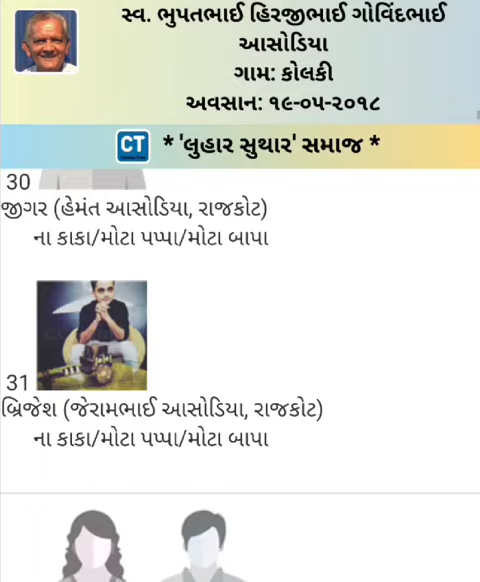 સ્વ. ભુપતભાઈ હિરજીભાઈ ગોવિંદભાઈ
આસોડિયા
ગામ: કોલકી
અવસાન: ૧૯-૦૫-૨૦૧૮
CT * 'લુહાર સુથાર' સમાજ *
30
જીગર (હેમંત આસોડિયા, રાજકોટ)
ના કાકા/મોટા પપ્પા/મોટા બાપા
31
બ્રિજેશ (જેરામભાઈ આસોડિયા, રાજકોટ)
ના કાકા/મોટા પપ્પા/મોટા બાપા